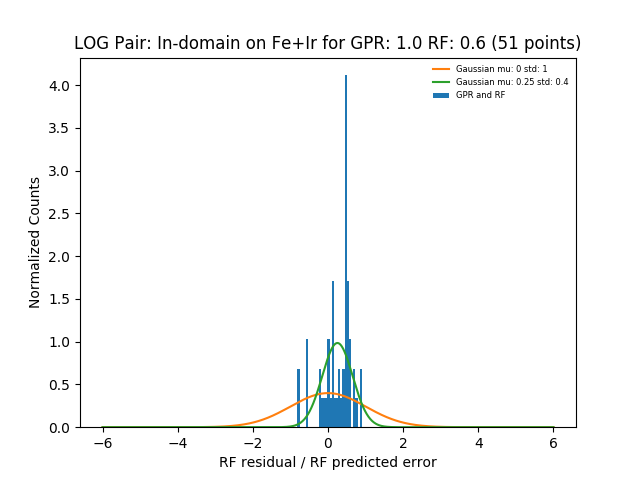 LOG Pair: In-domain on Fe+Ir for GPR: 1.0 RF: 0.6 (51 points)
Gaussian mu: 0 std: 1
Gaussian mu: 0.25 std: 0.4
GPR and RF
Normalized Counts
4.0
3.5
3.0
2.5
2.0
1.5
1.0
0.5
0.0
−6 −4 −2 0 2 4 6
RF residual / RF predicted error